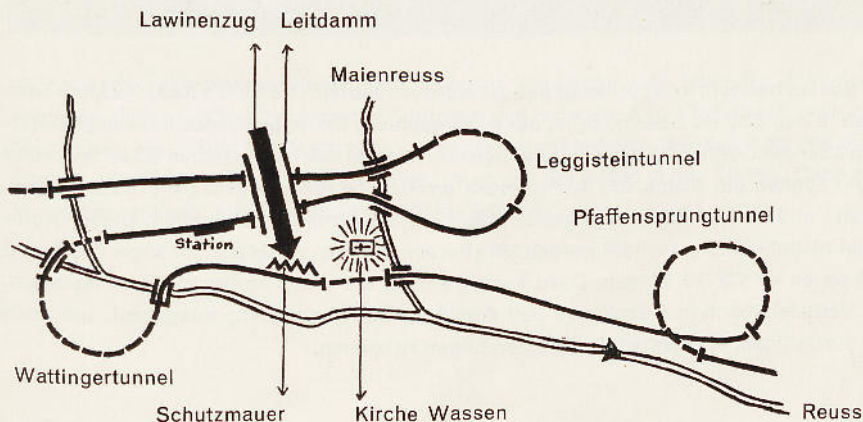 Lawinenzug Leitdamm
Maienreuss
Leggisteintunnel
Pfaffensprungtunnel
Station
Wattingertunnel
Schutzmauer Kirche Wassen
Reuss